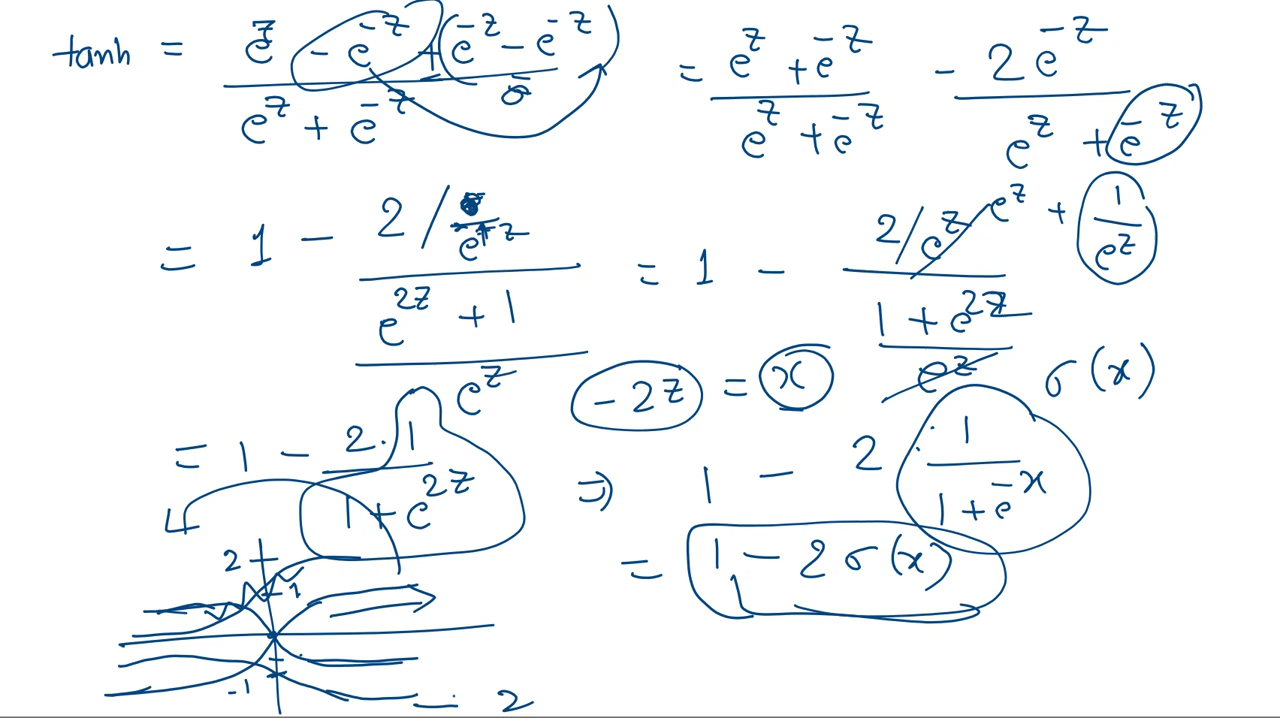 tanh = (e^z - e^-z + (e^-z - e^-z)) / (e^z + e^-z) = (e^z + e^-z) / (e^z + e^-z) - 2e^-z / (e^z + e^-z)
0
= 1 - (2 / e^z) / ((e^2z + 1) / e^z) = 1 - (2/e^z) / ((1 + e^2z) / e^z)
e^z + 1/e^z
-2z = x
σ(x)
= 1 - 2·1 / (1 + e^2z) ⇒ 1 - 2 · 1 / (1 + e^-x)
= 1 - 2σ(x)
2
1
-1
- 2